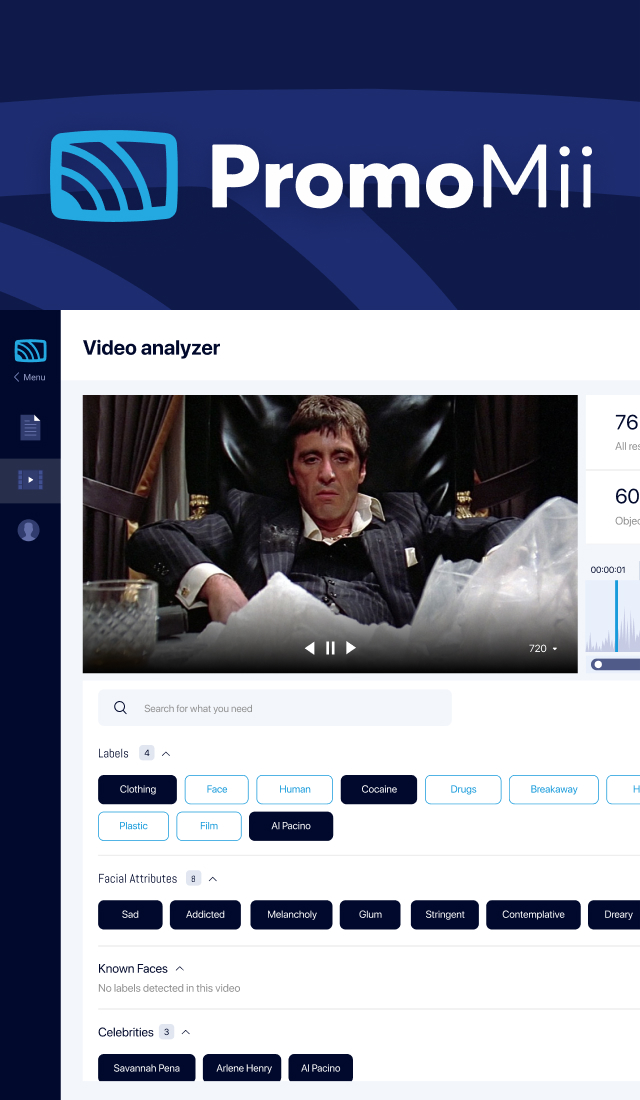 PromoMii
Menu
Video analyzer
76
All res
60
Objec
00:00:01
720
Search for what you need
Labels 4
Clothing Face Human Cocaine Drugs Breakaway H
Plastic Film Al Pacino
Facial Attributes 8
Sad Addicted Melancholy Glum Stringent Contemplative Dreary
Known Faces
No labels detected in this video
Celebrities 3
Savannah Pena Arlene Henry Al Pacino